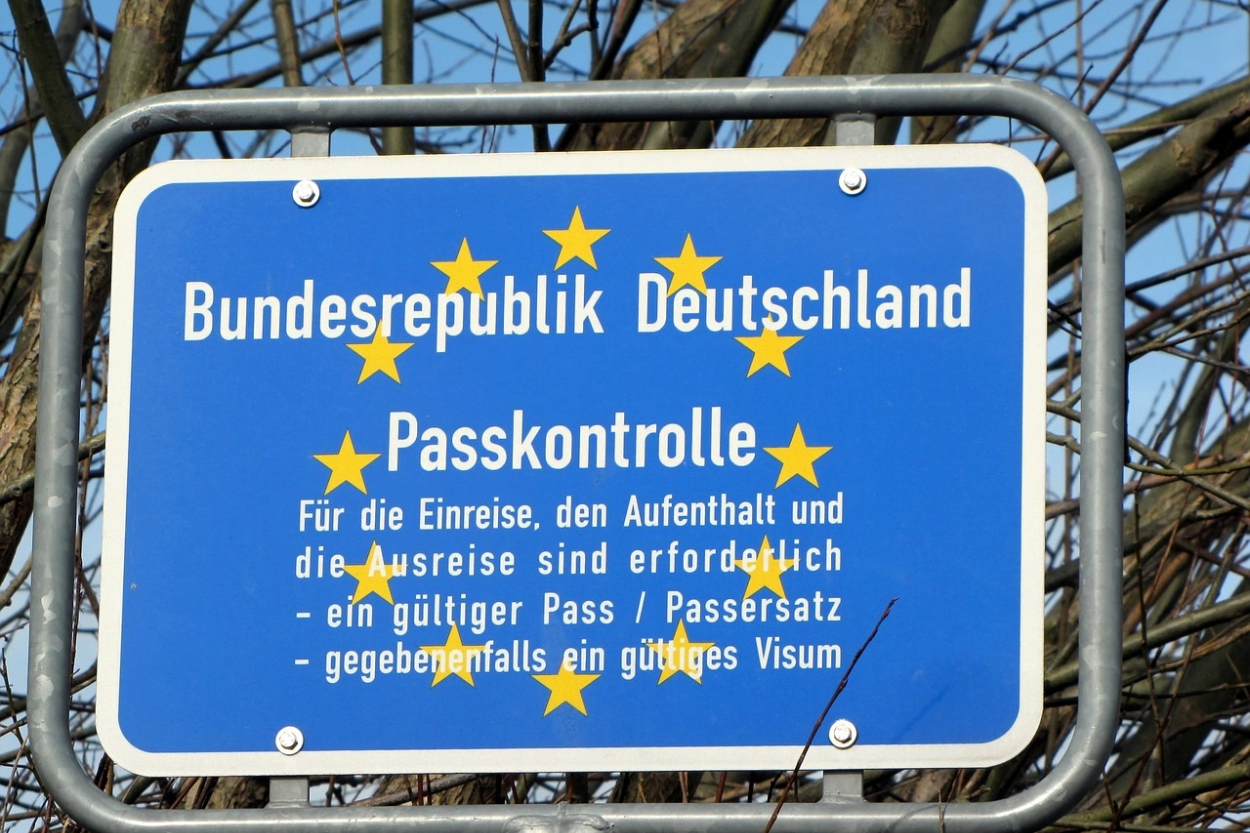 Bundesrepublik Deutschland
Passkontrolle
Für die Einreise, den Aufenthalt und
die Ausreise sind erforderlich
- ein gültiger Pass / Passersatz
- gegebenenfalls ein gültiges Visum